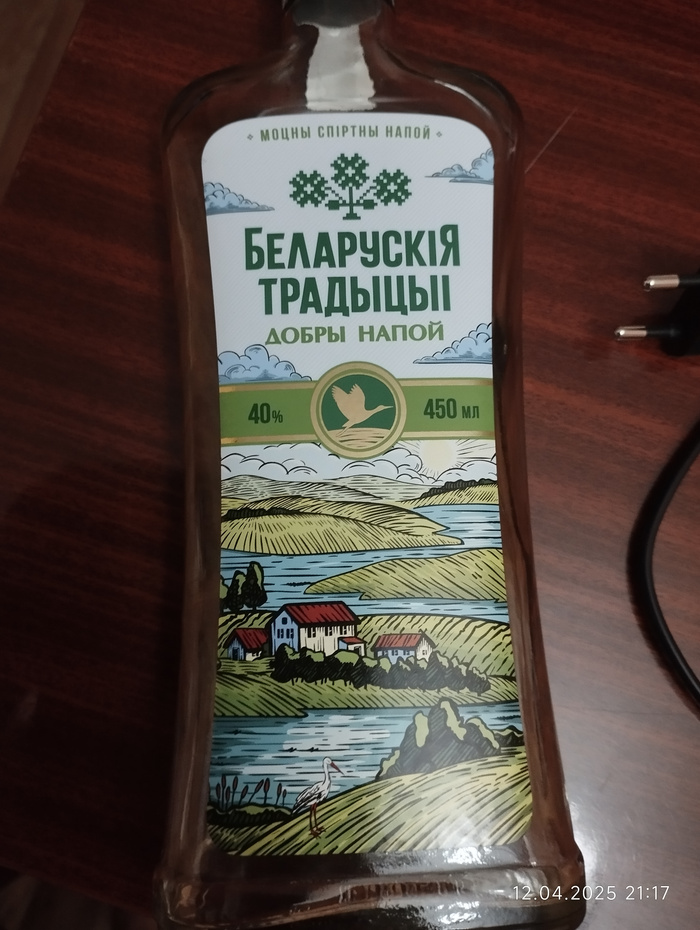 МОЦНЫ СПІРТНЫ НАПОЙ
БЕЛАРУСКІЯ
ТРАДЫЦЫІ
ДОБРЫ НАПОЙ
40%
450 МЛ
12.04.2025 21:17